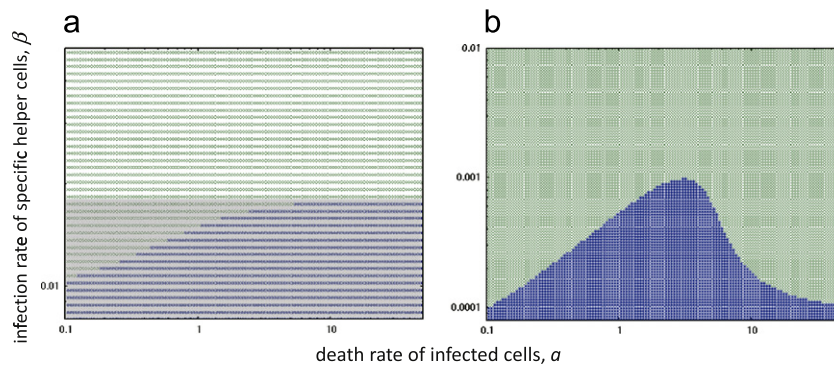 a
b
infection rate of specific helper cells, β
0.01
0.1
1
10
0.01
0.001
0.0001
0.1
1
10
death rate of infected cells, a